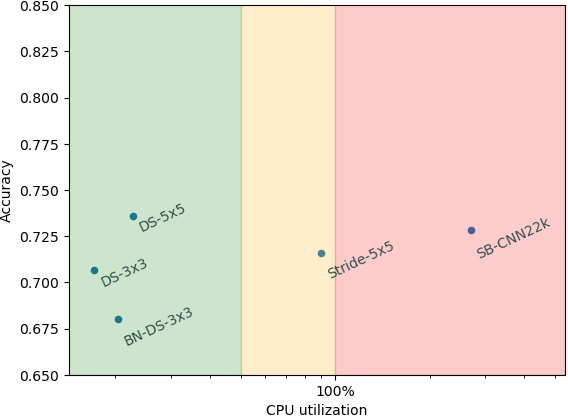 0.850
0.825
0.800
0.775
0.750
0.725
0.700
0.675
0.650
Accuracy
DS-5x5
DS-3x3
BN-DS-3x3
Stride-5x5
SB-CNN22k
100%
CPU utilization